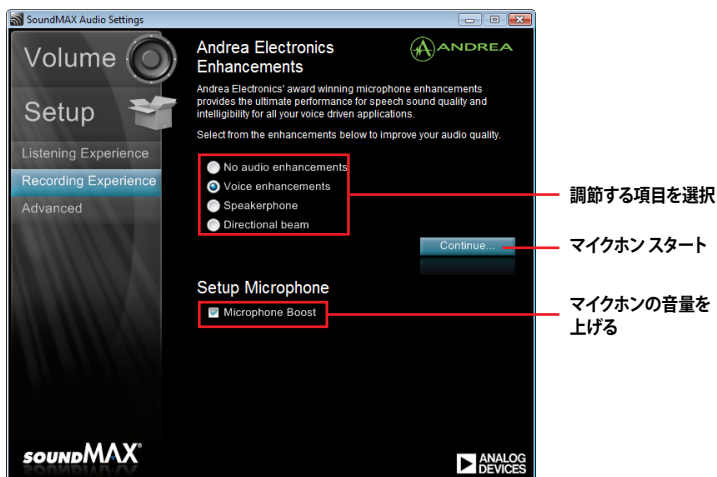 SoundMAX Audio Settings
Volume
Setup
Listening Experience
Recording Experience
Advanced
Andrea Electronics
Enhancements
ANDREA
Andrea Electronics' award winning microphone enhancements
provides the ultimate performance for speech sound quality and
intelligibility for all your voice driven applications.
Select from the enhancements below to improve your audio quality.
No audio enhancements
Voice enhancements
Speakerphone
Directional beam
Continue...
Setup Microphone
Microphone Boost
調節する項目を選択
マイクホン スタート
マイクホンの音量を
上げる
SOUNDMAX®
ANALOG
DEVICES